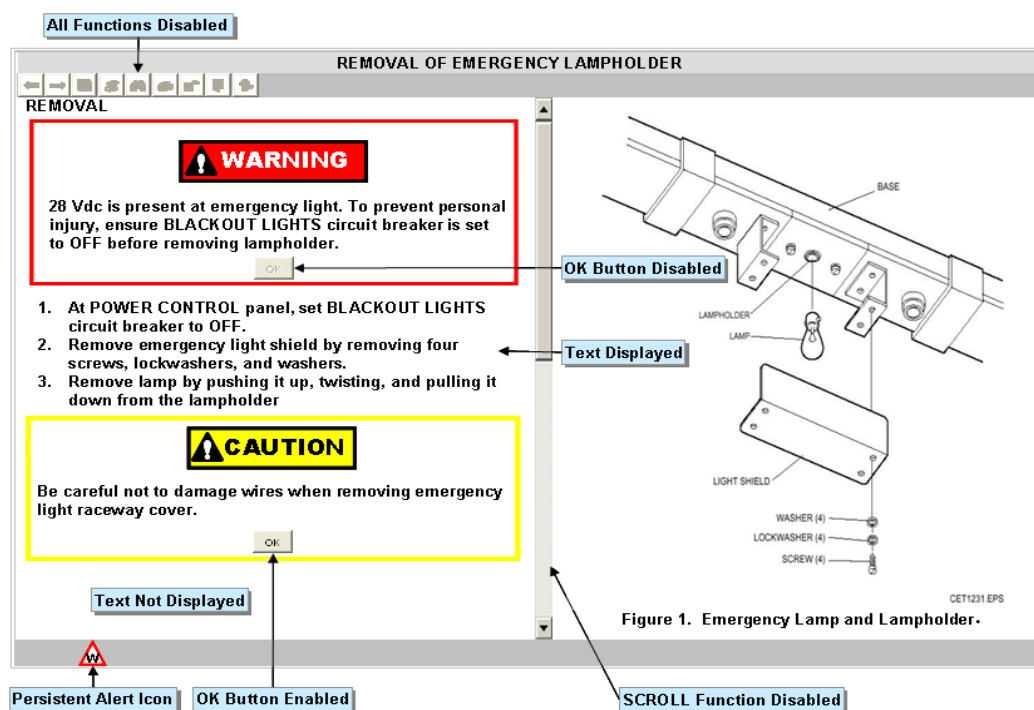 All Functions Disabled
REMOVAL OF EMERGENCY LAMPHOLDER
REMOVAL
WARNING
28 Vdc is present at emergency light. To prevent personal
injury, ensure BLACKOUT LIGHTS circuit breaker is set
to OFF before removing lampholder.
OK
OK Button Disabled
1. At POWER CONTROL panel, set BLACKOUT LIGHTS
circuit breaker to OFF.
2. Remove emergency light shield by removing four
screws, lockwashers, and washers.
3. Remove lamp by pushing it up, twisting, and pulling it
down from the lampholder
Text Displayed
CAUTION
Be careful not to damage wires when removing emergency
light raceway cover.
OK
Text Not Displayed
BASE
LAMPHOLDER
LAMP
LIGHT SHIELD
WASHER (4)
LOCKWASHER (4)
SCREW (4)
CET1231.EPS
Figure 1. Emergency Lamp and Lampholder.
W
Persistent Alert Icon
OK Button Enabled
SCROLL Function Disabled